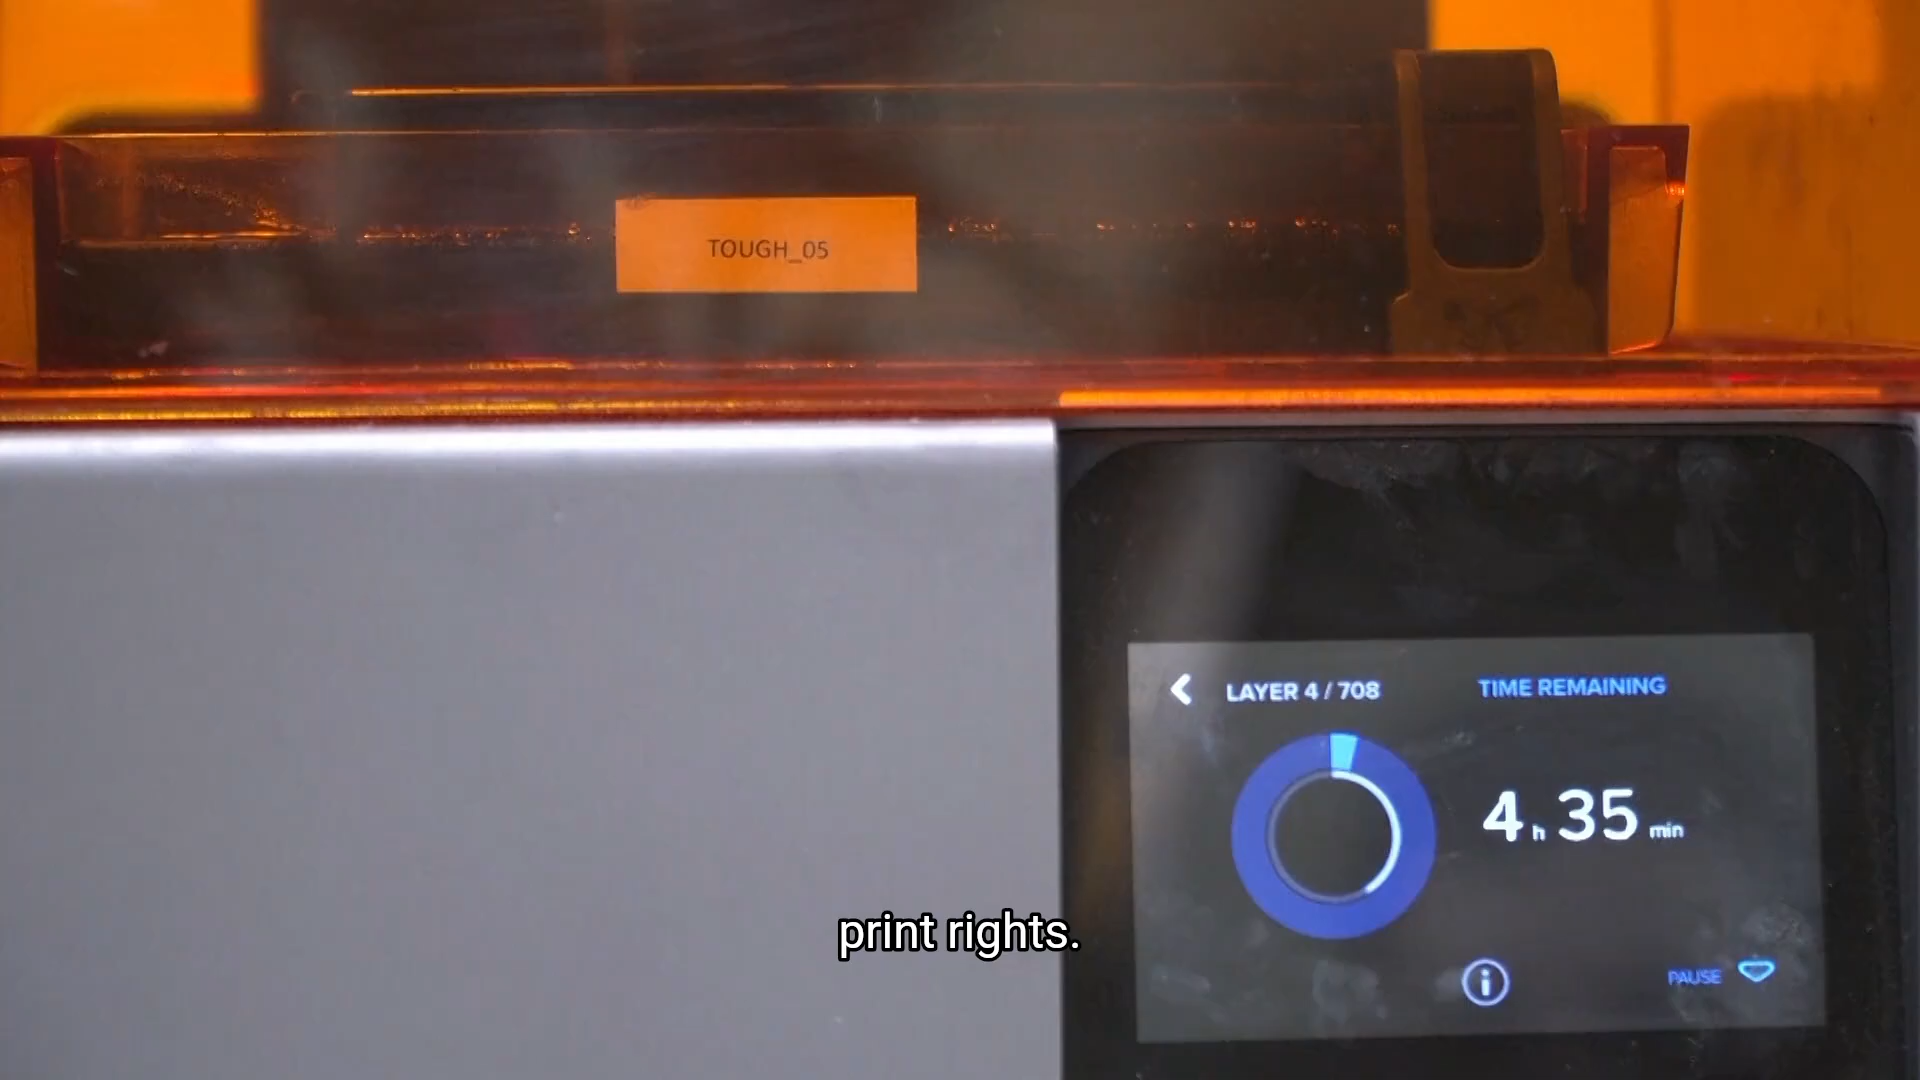 TOUGH_05
LAYER 4 / 708
TIME REMAINING
4 h 35 min
PAUSE
print rights.